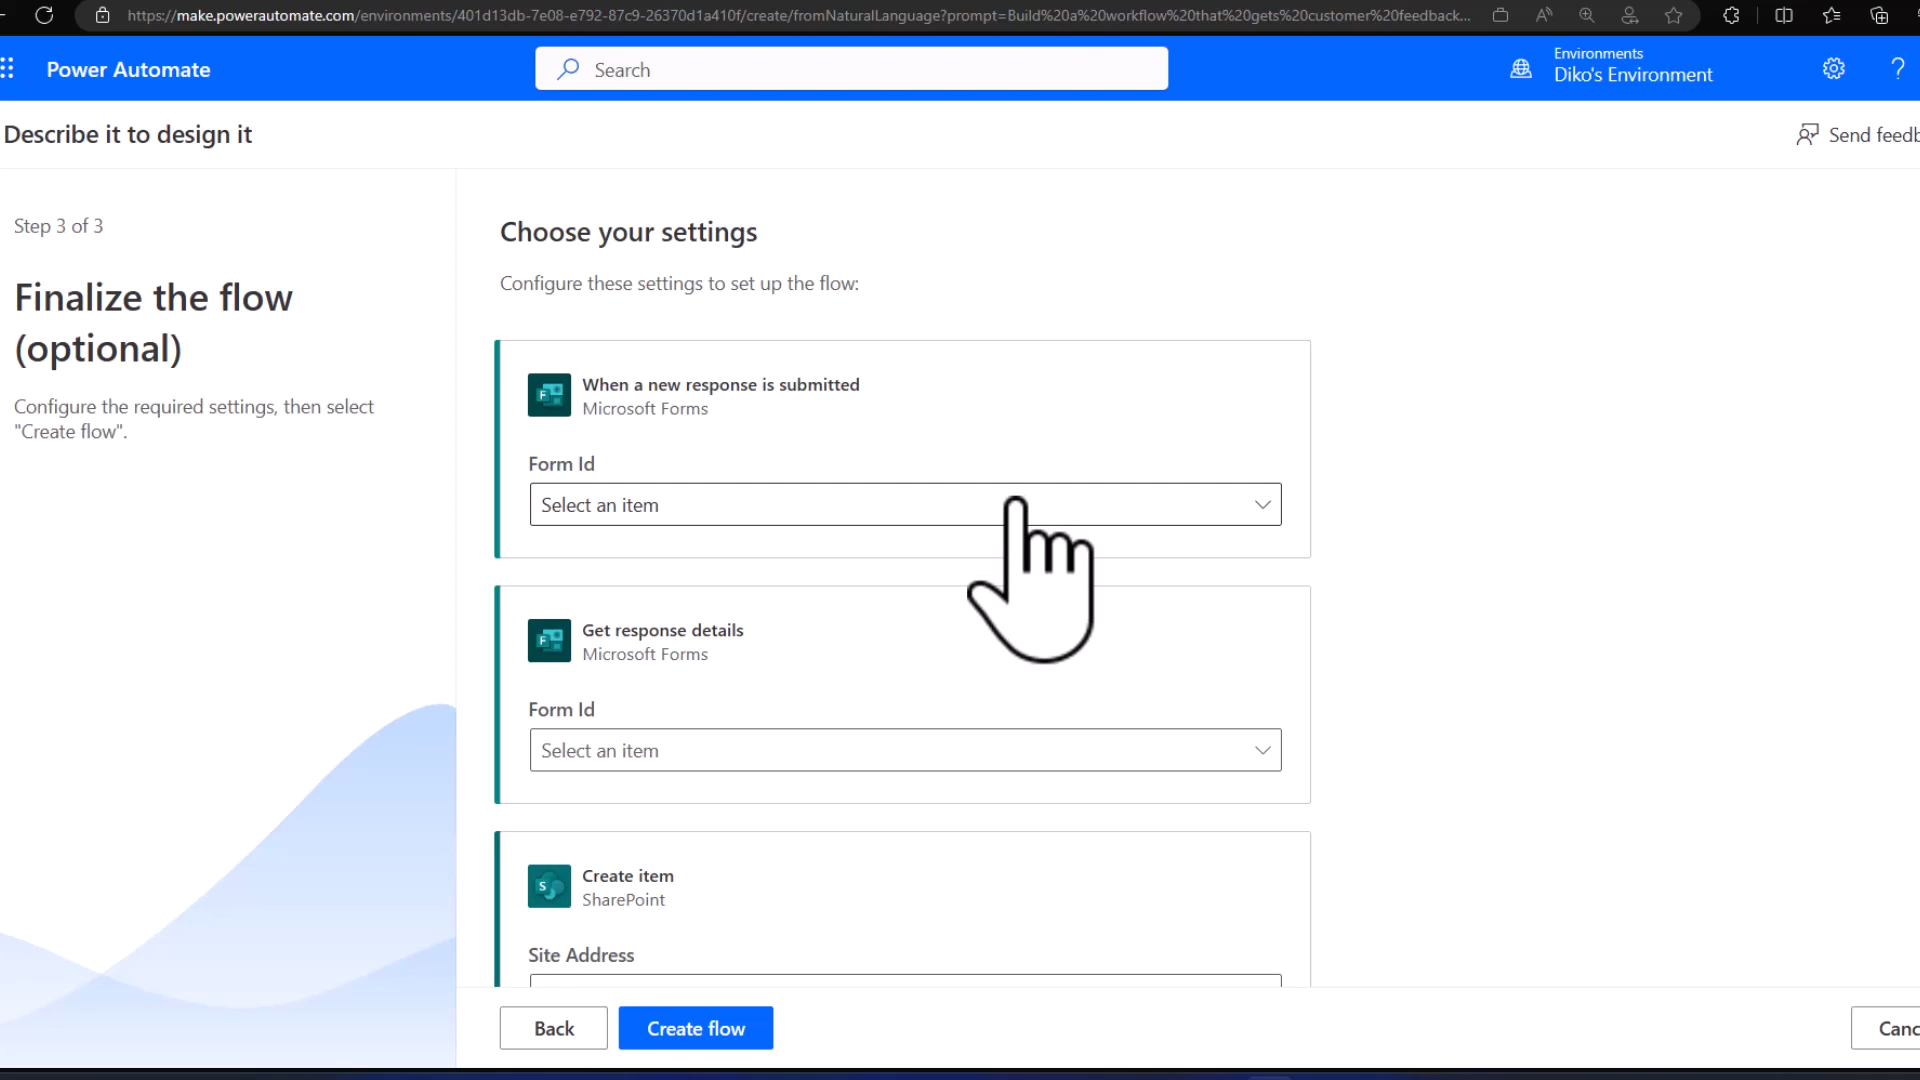 https://make.powerautomate.com/environments/401d13db-7e08-e792-87c9-26370d1a410f/create/fromNaturalLanguage?prompt=Build%20a%20workflow%20that%20gets%20customer%20feedback...
Power Automate
Search
Environments
Diko's Environment
?
Describe it to design it
Send feedb
Step 3 of 3
Finalize the flow
(optional)
Configure the required settings, then select
"Create flow".
Choose your settings
Configure these settings to set up the flow:
F
When a new response is submitted
Microsoft Forms
Form Id
Select an item
F
Get response details
Microsoft Forms
Form Id
Select an item
S
Create item
SharePoint
Site Address
Back
Create flow
Canc